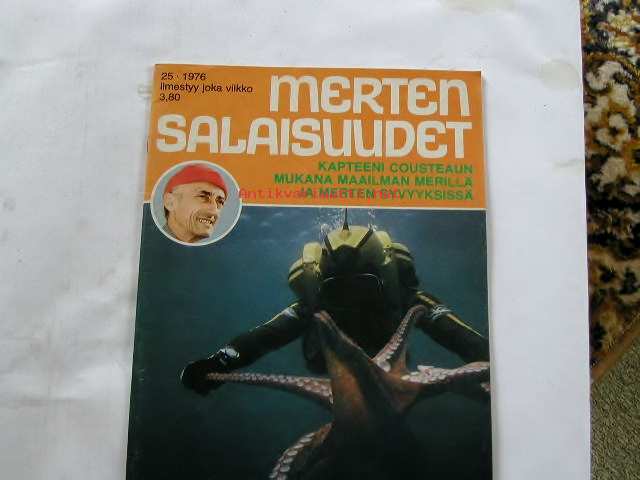 25 · 1976
Ilmestyy joka viikko
3,80
MERTEN
SALAISUUDET
KAPTEENI COUSTEAUN
MUKANA MAAILMAN MERILLÄ
JA MERTEN SYVYYKSISSÄ